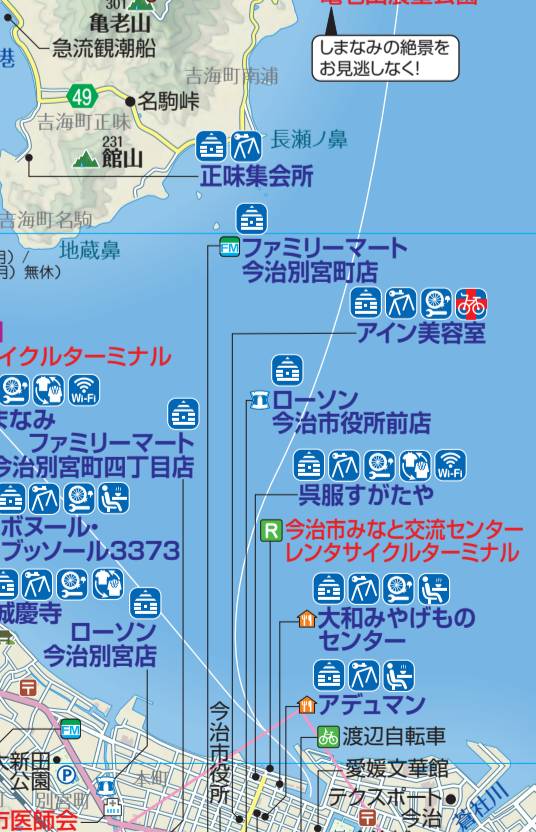 301
亀老山
急流観潮船
港
しまなみの絶景を
お見逃しなく!
吉海町南浦
49
名駒峠
吉海町正味
231
館山
長瀬ノ鼻
正味集会所
吉海町名駒
地蔵鼻
月) /
月) 無休)
FM
ファミリーマート
今治別宮町店
アイン美容室
イクルターミナル
Wi-Fi
まなみ
ファミリーマート
今治別宮町四丁目店
ローソン
今治市役所前店
Wi-Fi
呉服すがたや
ボヌール・
ブッソール3373
R
今治市みなと交流センター
レンタサイクルターミナル
城慶寺
ローソン
今治別宮店
大和みやげもの
センター
アデュマン
今治市役所
渡辺自転車
愛媛文華館
テクスポート
今治
蒼社川
FM
大新田
公園
P
本町
別宮町
市医師会